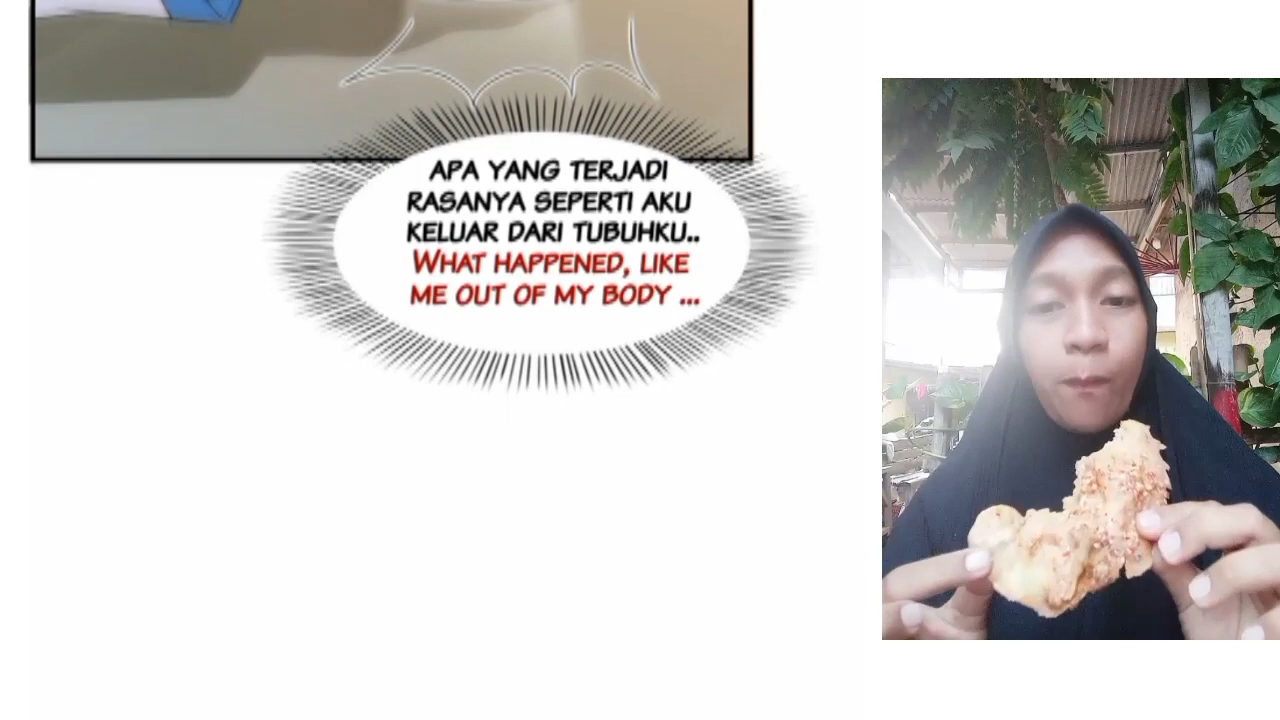 APA YANG TERJADI
RASANYA SEPERTI AKU
KELUAR DARI TUBUHKU..
WHAT HAPPENED, LIKE
ME OUT OF MY BODY ...